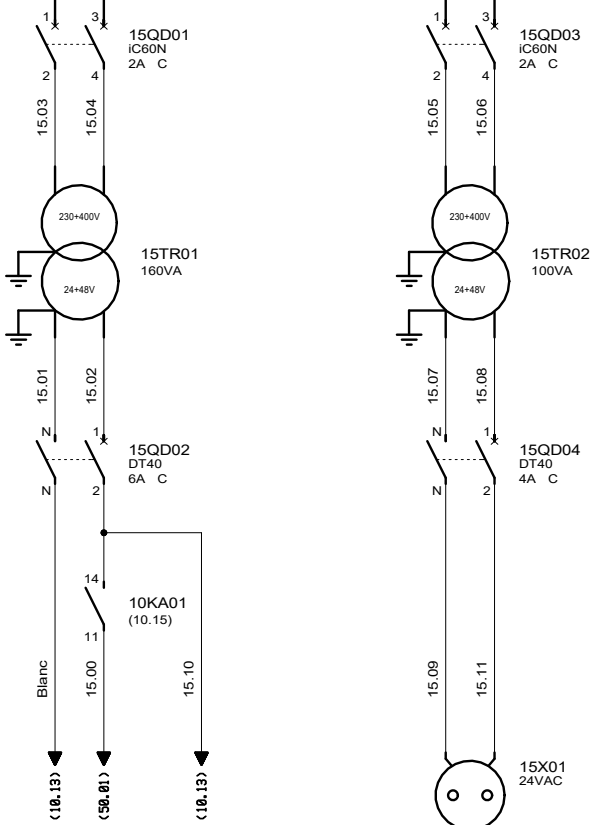 1 3
15QD01
iC60N
2A C
2 4
15.03 15.04
230+400V
15TR01
160VA
24+48V
15.01 15.02
N 1
15QD02
DT40
6A C
N 2
14
10KA01
(10.15)
11
Blanc 15.00 15.10
(10.13) (50.01) (10.13)
1 3
15QD03
iC60N
2A C
2 4
15.05 15.06
230+400V
15TR02
100VA
24+48V
15.07 15.08
N 1
15QD04
DT40
4A C
N 2
15.09 15.11
15X01
24VAC